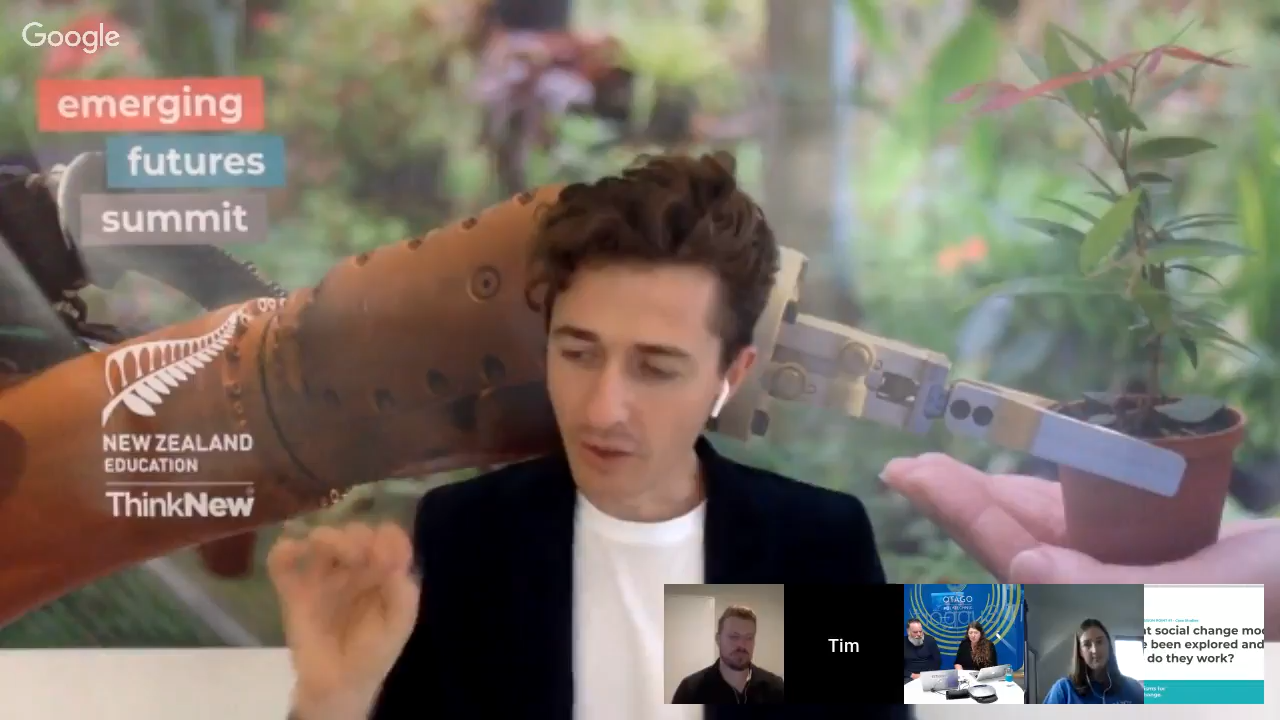 Google
emerging
futures
summit
NEW ZEALAND
EDUCATION
ThinkNew
Tim
OTAGO
t social change mo
been explored and
do they work?